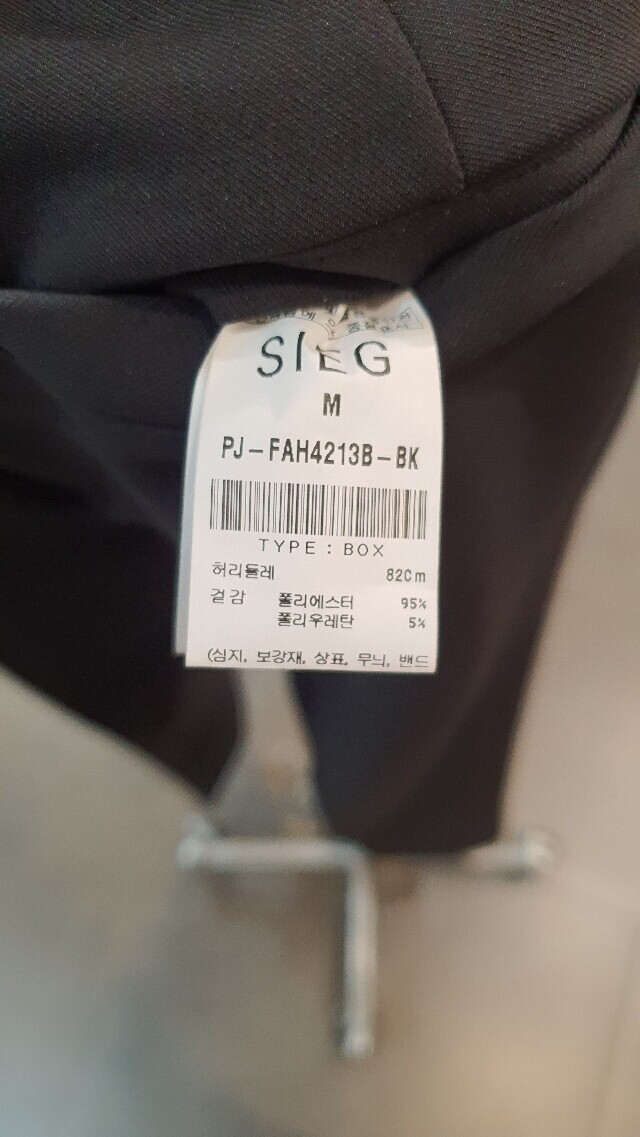 SIEG
M
PJ-FAH4213B-BK
TYPE : BOX
허리둘레 82Cm
겉감 폴리에스터 95%
폴리우레탄 5%
(심지, 보강재, 상표, 무늬, 밴드